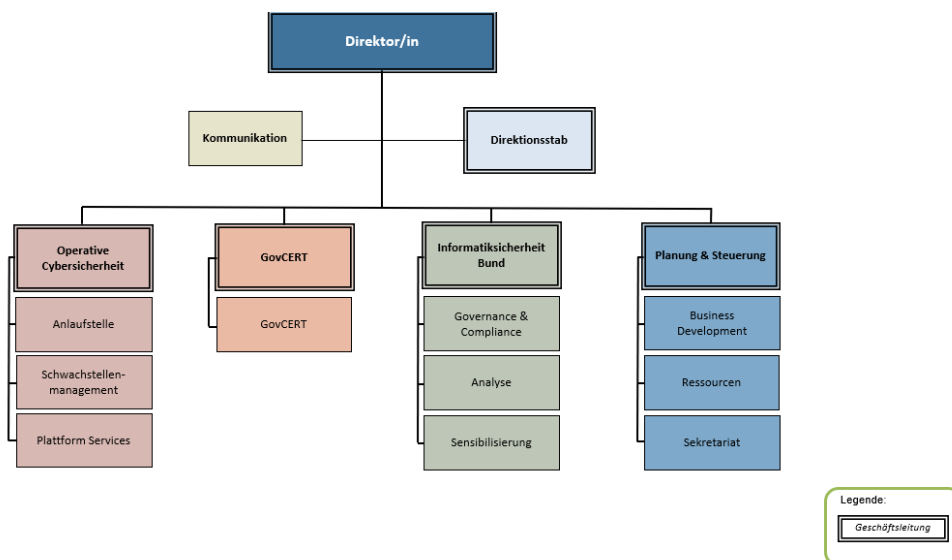 Direktor/in
Kommunikation
Direktionsstab
Operative
Cybersicherheit
Anlaufstelle
Schwachstellen-
management
Plattform Services
GovCERT
GovCERT
Informatiksicherheit
Bund
Governance &
Compliance
Analyse
Sensibilisierung
Planung & Steuerung
Business
Development
Ressourcen
Sekretariat
Legende:
Geschäftsleitung